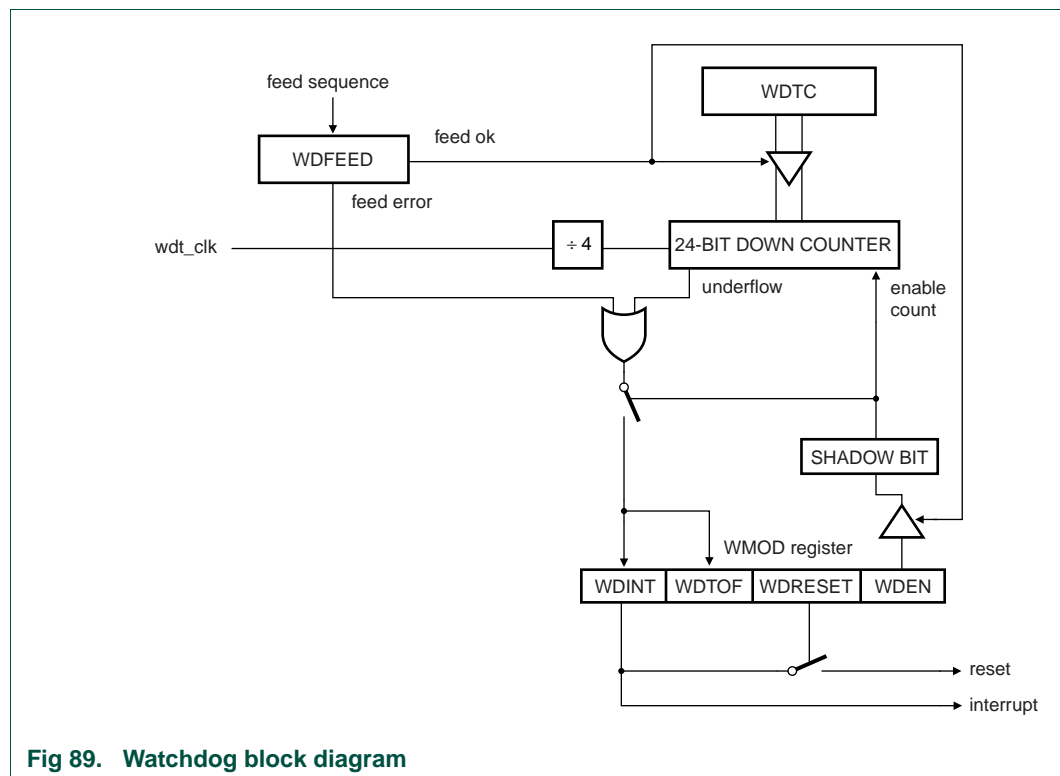 feed sequence
WDTC
feed ok
WDFEED
feed error
wdt_clk
÷ 4
24-BIT DOWN COUNTER
underflow
enable
count
SHADOW BIT
WMOD register
WDINT WDTOF WDRESET WDEN
reset
interrupt
Fig 89. Watchdog block diagram